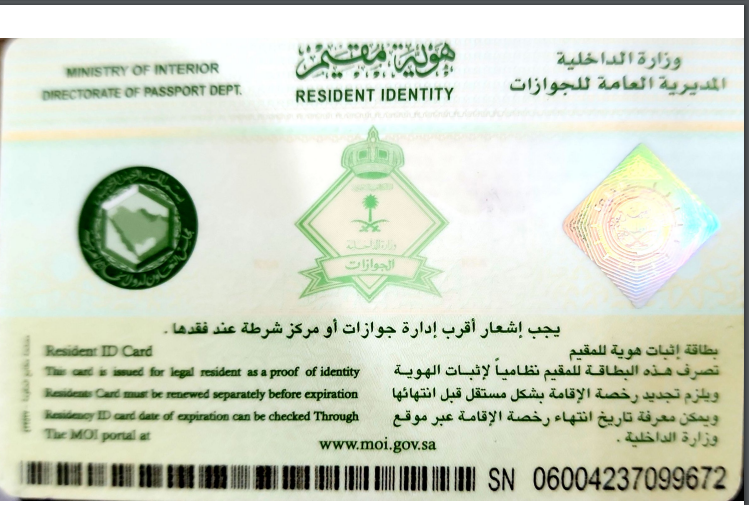 MINISTRY OF INTERIOR
DIRECTORATE OF PASSPORT DEPT.
هوية مقيم
RESIDENT IDENTITY
وزارة الداخلية
المديرية العامة للجوازات
وزارة الداخلية
الجوازات
يجب إشعار أقرب إدارة جوازات أو مركز شرطة عند فقدها .
Resident ID Card
This card is issued for legal resident as a proof of identity
Residents Card must be renewed separately before expiration
Residency ID card date of expiration can be checked Through
The MOI portal at
بطاقة إثبات هوية للمقيم
تصرف هذه البطاقة للمقيم نظامياً لإثبات الهوية
ويلزم تجديد رخصة الإقامة بشكل مستقل قبل انتهائها
ويمكن معرفة تاريخ انتهاء رخصة الإقامة عبر موقع
وزارة الداخلية .
www.moi.gov.sa
SN 06004237099672